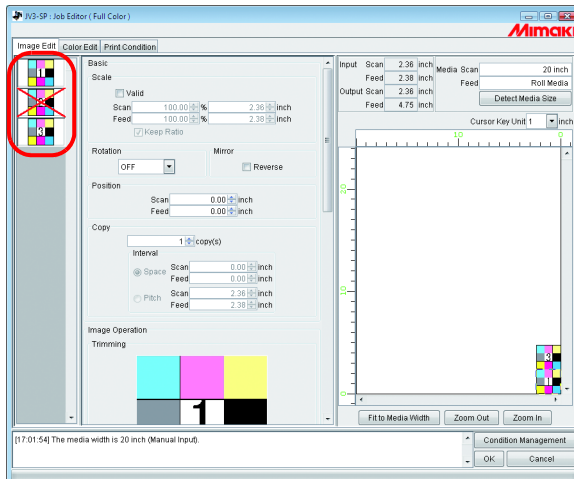 JV3-SP : Job Editor ( Full Color )
Mimaki
Image Edit Color Edit Print Condition
1
3
Basic
Scale
Valid
Scan 100.00 % 2.36 inch
Feed 100.00 % 2.38 inch
Keep Ratio
Rotation
OFF
Mirror
Reverse
Position
Scan 0.00 inch
Feed 0.00 inch
Copy
1 copy(s)
Interval
Space Scan 0.00 inch
Feed 0.00 inch
Pitch Scan 2.36 inch
Feed 2.38 inch
Image Operation
Trimming
1
Input Scan 2.36 inch
Feed 2.38 inch
Output Scan 2.36 inch
Feed 4.75 inch
Media Scan 20 inch
Feed Roll Media
Detect Media Size
Cursor Key Unit 1 inch
10 0
20
10
0
3
1
Fit to Media Width Zoom Out Zoom In
[17:01:54] The media width is 20 inch (Manual Input).
Condition Management
OK Cancel